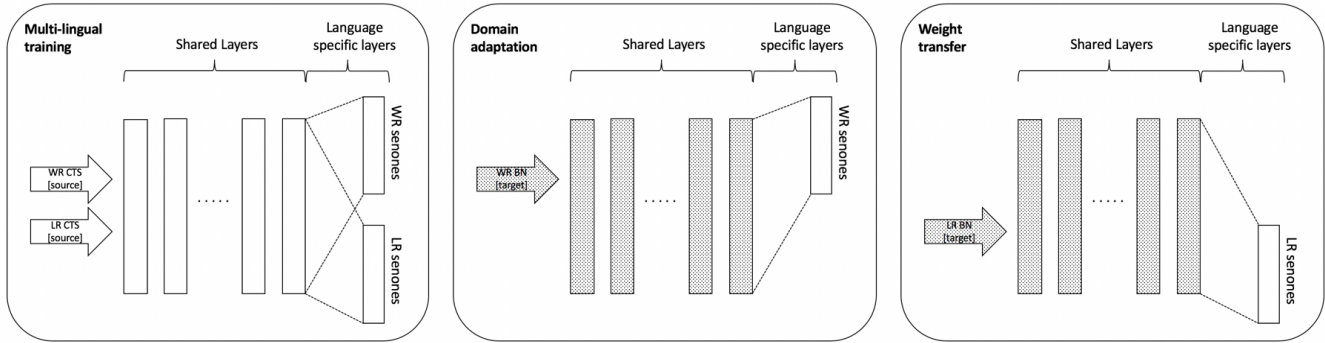 Multi-lingual
training
Shared Layers
Language
specific layers
WR CTS
[source]
LR CTS
[source]
.....
WR senones
LR senones
Domain
adaptation
Shared Layers
Language
specific layers
WR BN
[target]
.....
WR senones
Weight
transfer
Shared Layers
Language
specific layers
LR BN
[target]
.....
LR senones